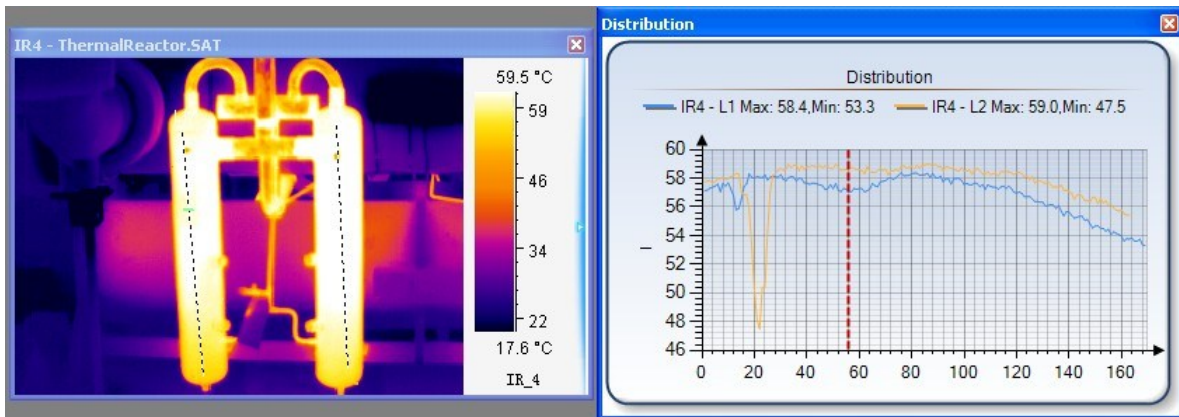 IR4 - ThermalReactor.SAT
59.5 °C
59
46
34
22
17.6 °C
IR_4
Distribution
Distribution
IR4 - L1 Max: 58.4,Min: 53.3
IR4 - L2 Max: 59.0,Min: 47.5
60
58
56
54
52
50
48
46
I
0 20 40 60 80 100 120 140 160